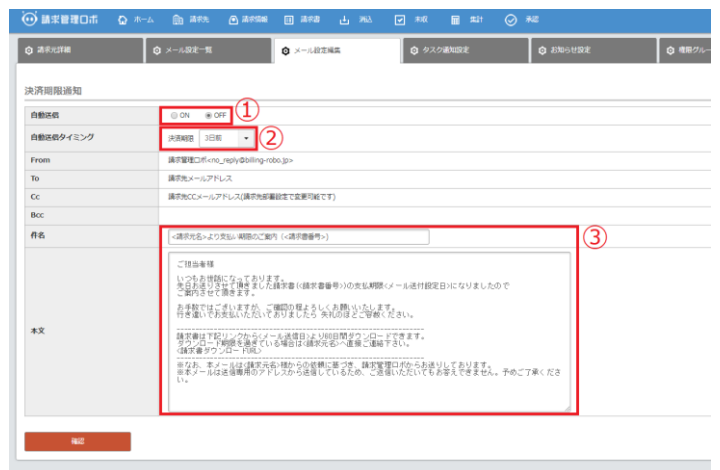 請求管理ロボ ホーム 請求先 請求情報 請求書 消込 未収 集計 承認
請求元詳細 メール設定一覧 メール設定編集 タスク通知設定 お知らせ設定 権限グルー
決済期限通知
自動送信 ON OFF ①
自動送信タイミング 決済期限 3日前 ②
From 請求管理ロボ<no_reply@billing-robo.jp>
To 請求先メールアドレス
Cc 請求先CCメールアドレス(請求先部署設定で変更可能です)
Bcc
③
件名 <請求元名>より支払い期限のご案内（<請求書番号>）
本文
ご担当者様
いつもお世話になっております。
先日お送りさせて頂きました請求書(<請求書番号>)の支払期限<メール送付設定日>になりましたので
ご案内させて頂きます。
お手数ではございますが、ご確認の程よろしくお願いいたします。
行き違いでお支払いただいておりましたら 失礼のほどご容赦ください。
--------------------------------------------------
請求書は下記リンクから<メール送信日>より60日間ダウンロードできます。
ダウンロード期限を過ぎている場合は<請求元名>へ直接ご連絡下さい。
<請求書ダウンロードURL>
--------------------------------------------------
※なお、本メールは<請求元名>様からの依頼に基づき、請求管理ロボからお送りしております。
※本メールは送信専用のアドレスから送信しているため、ご返信いただいてもお答えできません。予めご了承くださ
い。
確認